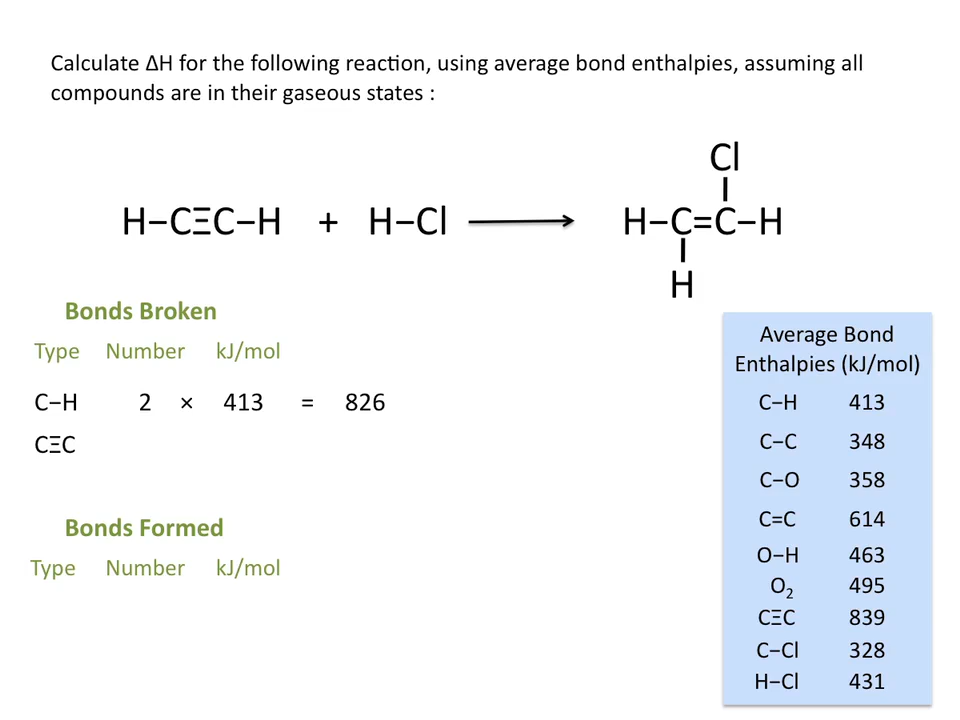 Calculate ΔH for the following reaction, using average bond enthalpies, assuming all
compounds are in their gaseous states :
Cl
H−CΞC−H + H−Cl H−C=C−H
H
Bonds Broken
Type Number kJ/mol
C−H 2 × 413 = 826
CΞC
Bonds Formed
Type Number kJ/mol
Average Bond
Enthalpies (kJ/mol)
C−H 413
C−C 348
C−O 358
C=C 614
O−H 463
O₂ 495
CΞC 839
C−Cl 328
H−Cl 431